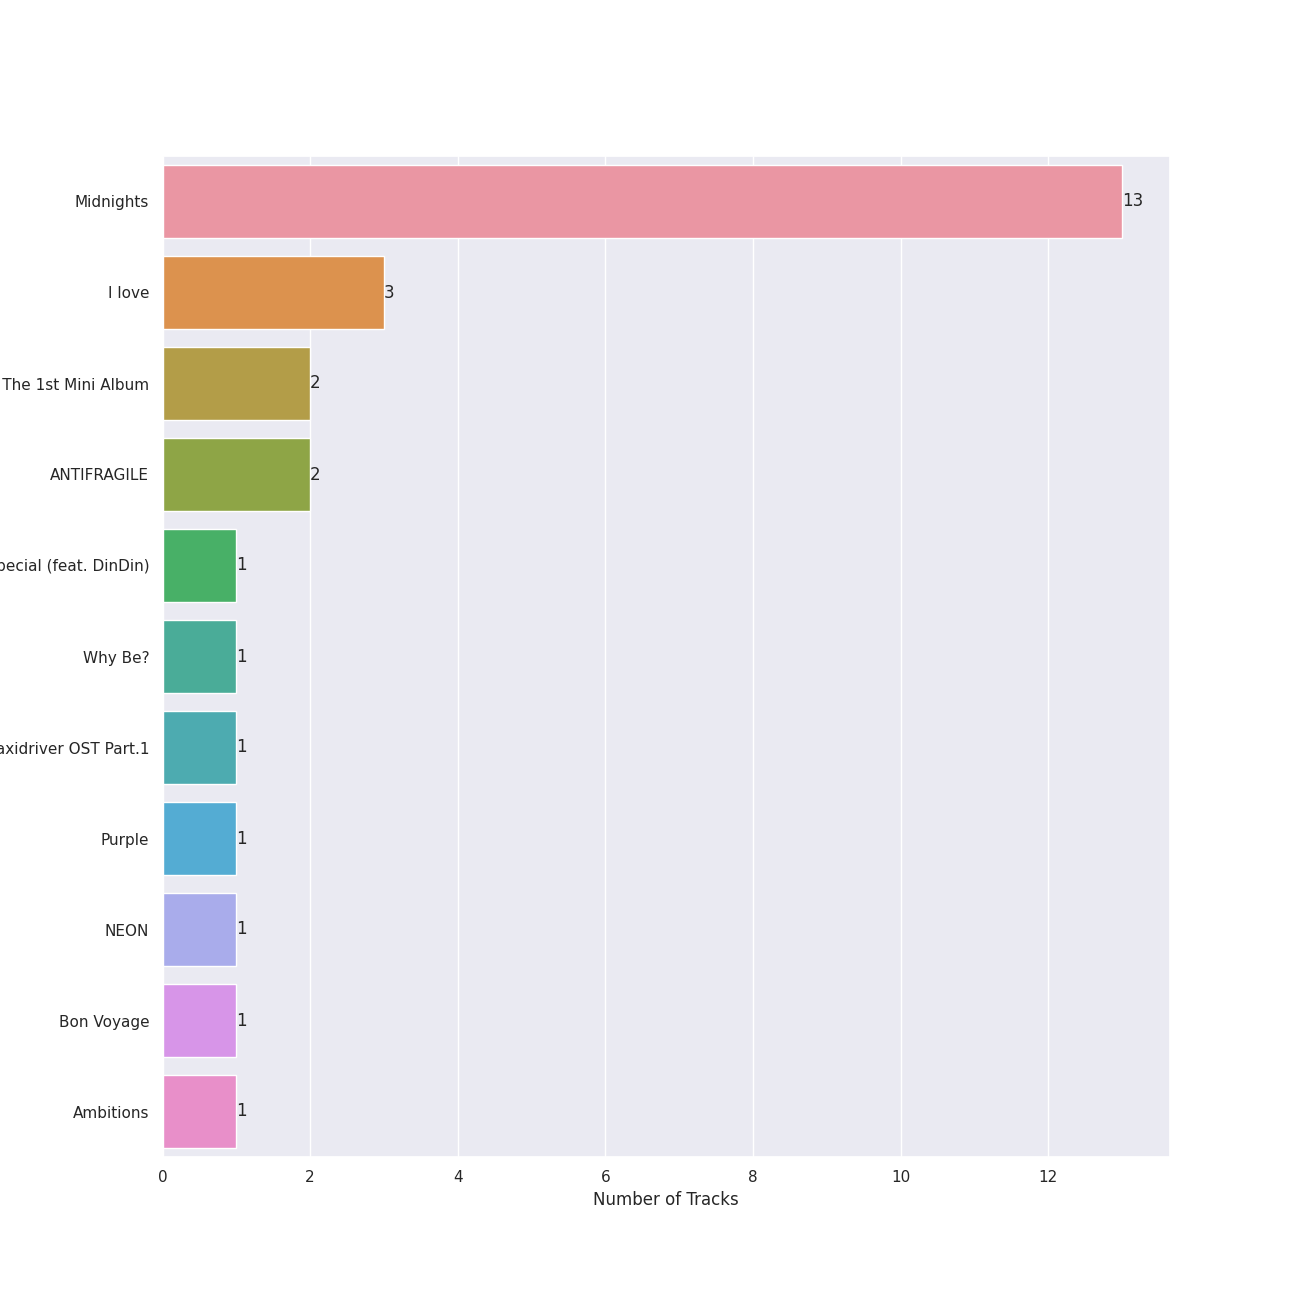 Midnights 13
I love 3
The 1st Mini Album 2
ANTIFRAGILE 2
(feat. DinDin) 1
Why Be? 1
OST Part.1 1
Purple 1
NEON 1
Bon Voyage 1
Ambitions 1
0 2 4 6 8 10 12
Number of Tracks